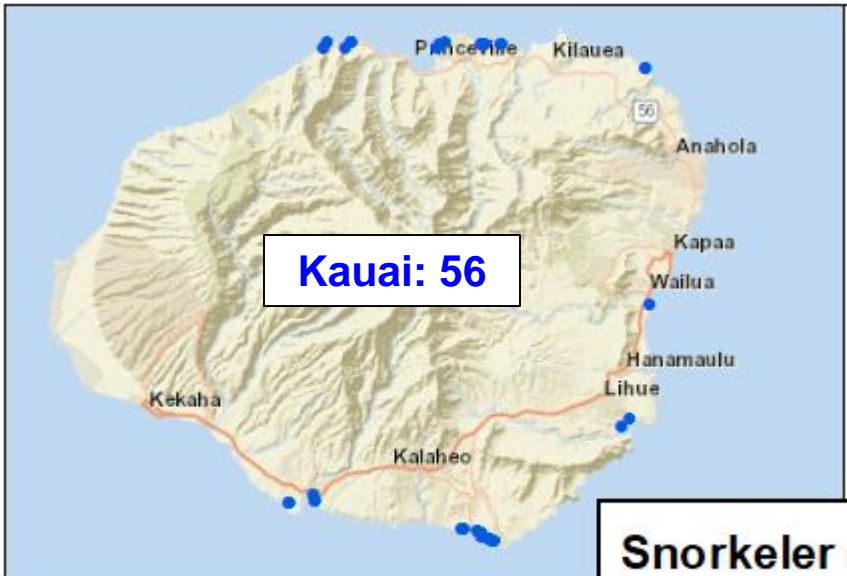 Princeville
Kilauea
56
Anahola
Kapaa
Kauai: 56
Wailua
Hanamaulu
Lihue
Kekaha
Kalaheo
Snorkeler